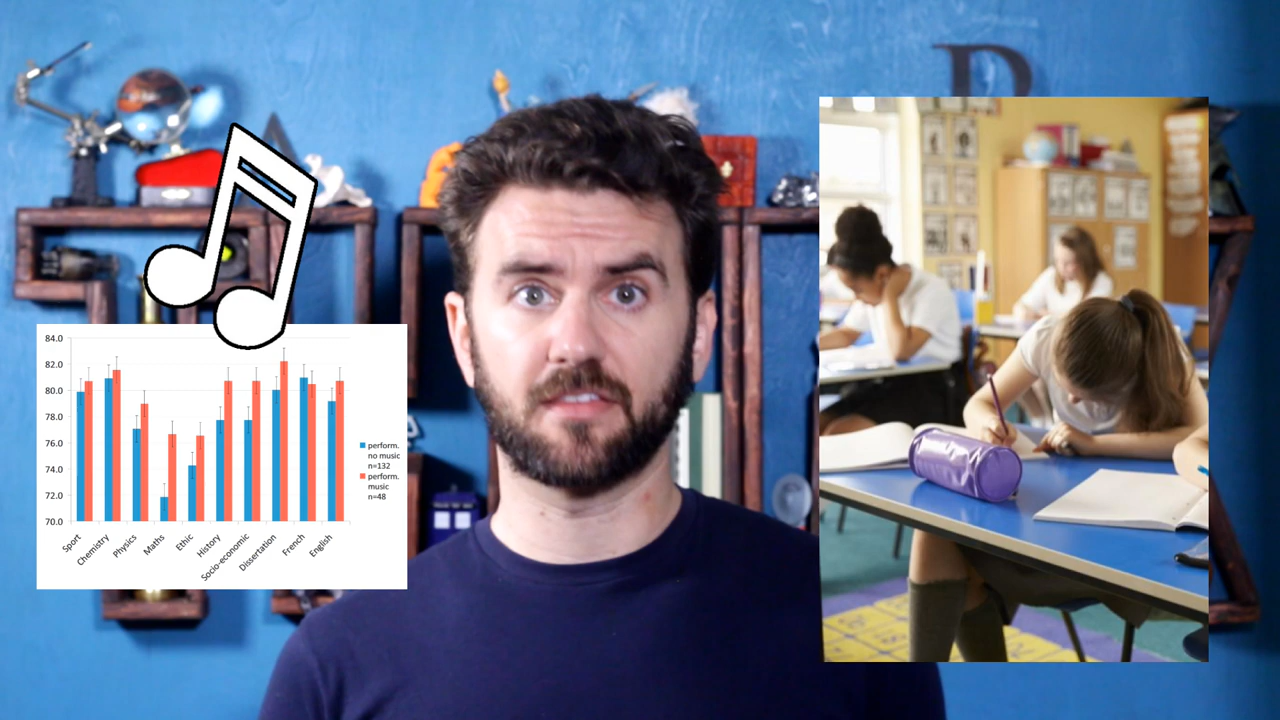 84.0
82.0
80.0
78.0
76.0
74.0
72.0
70.0
Sport
Chemistry
Physics
Maths
Ethic
History
Socio-economic
Dissertation
French
English
perform.
no music
n=132
perform.
music
n=48